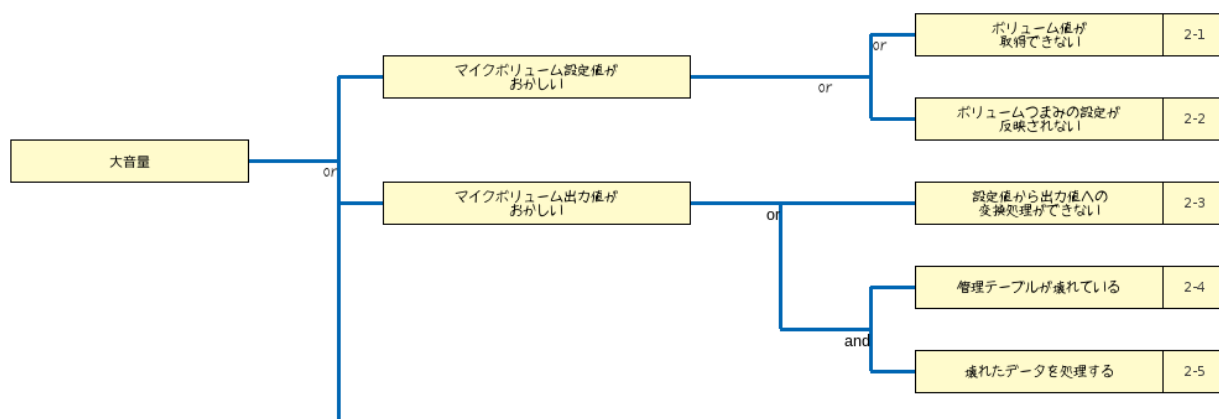 ボリューム値が
取得できない
2-1
or
マイクボリューム設定値が
おかしい
or
ボリュームつまみの設定が
反映されない
2-2
大音量
or
マイクボリューム出力値が
おかしい
or
設定値から出力値への
変換処理ができない
2-3
管理テーブルが壊れている
2-4
and
壊れたデータを処理する
2-5